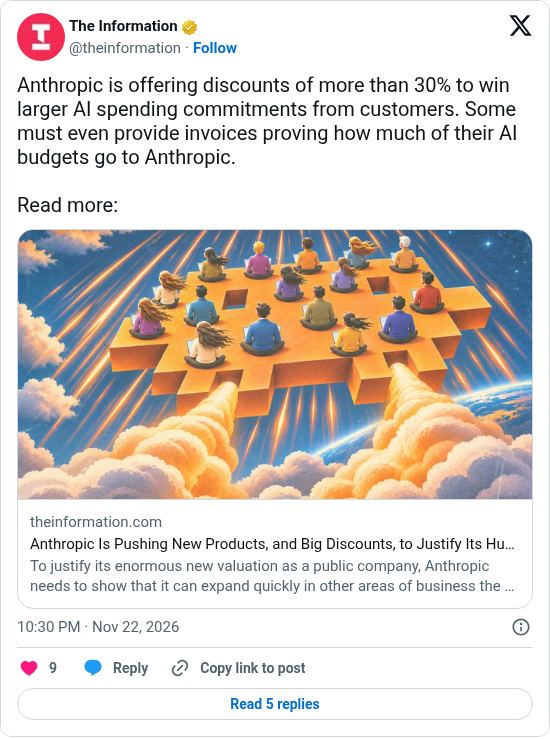 The Information
@theinformation · Follow
Anthropic is offering discounts of more than 30% to win
larger AI spending commitments from customers. Some
must even provide invoices proving how much of their AI
budgets go to Anthropic.
Read more:
theinformation.com
Anthropic Is Pushing New Products, and Big Discounts, to Justify Its Hu…
To justify its enormous new valuation as a public company, Anthropic
needs to show that it can expand quickly in other areas of business the …
10:30 PM · Nov 22, 2026
9 Reply Copy link to post
Read 5 replies